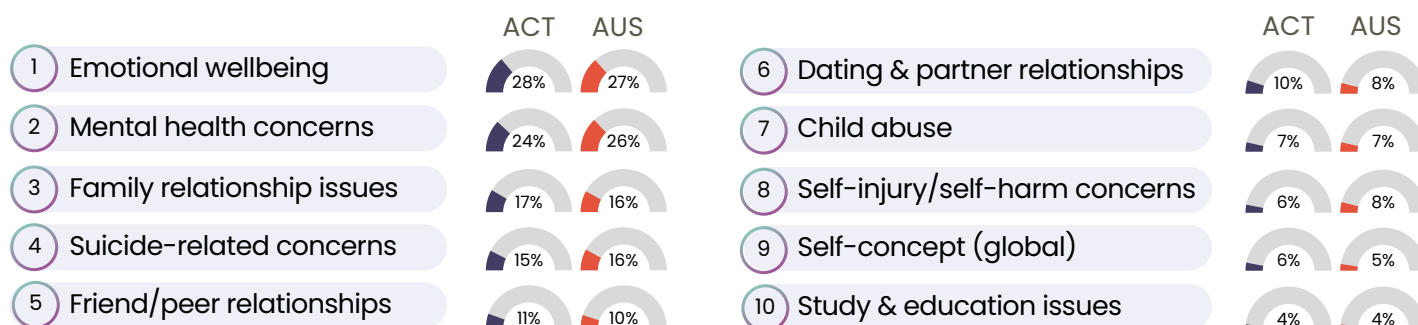 ACT AUS
1 Emotional wellbeing 28% 27%
2 Mental health concerns 24% 26%
3 Family relationship issues 17% 16%
4 Suicide-related concerns 15% 16%
5 Friend/peer relationships 11% 10%
ACT AUS
6 Dating & partner relationships 10% 8%
7 Child abuse 7% 7%
8 Self-injury/self-harm concerns 6% 8%
9 Self-concept (global) 6% 5%
10 Study & education issues 4% 4%